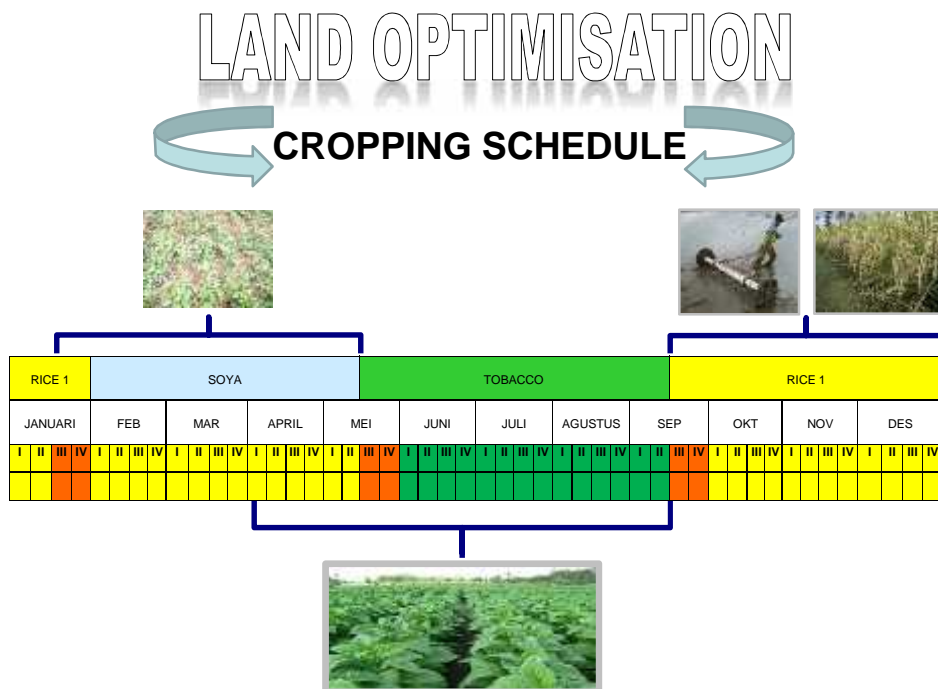 LAND OPTIMISATION
CROPPING SCHEDULE
RICE 1 SOYA TOBACCO RICE 1
JANUARI FEB MAR APRIL MEI JUNI JULI AGUSTUS SEP OKT NOV DES
I II III IV I II III IV I II III IV I II III IV I II III IV I II III IV I II III IV I II III IV I II III IV I II III IV I II III IV I II III IV